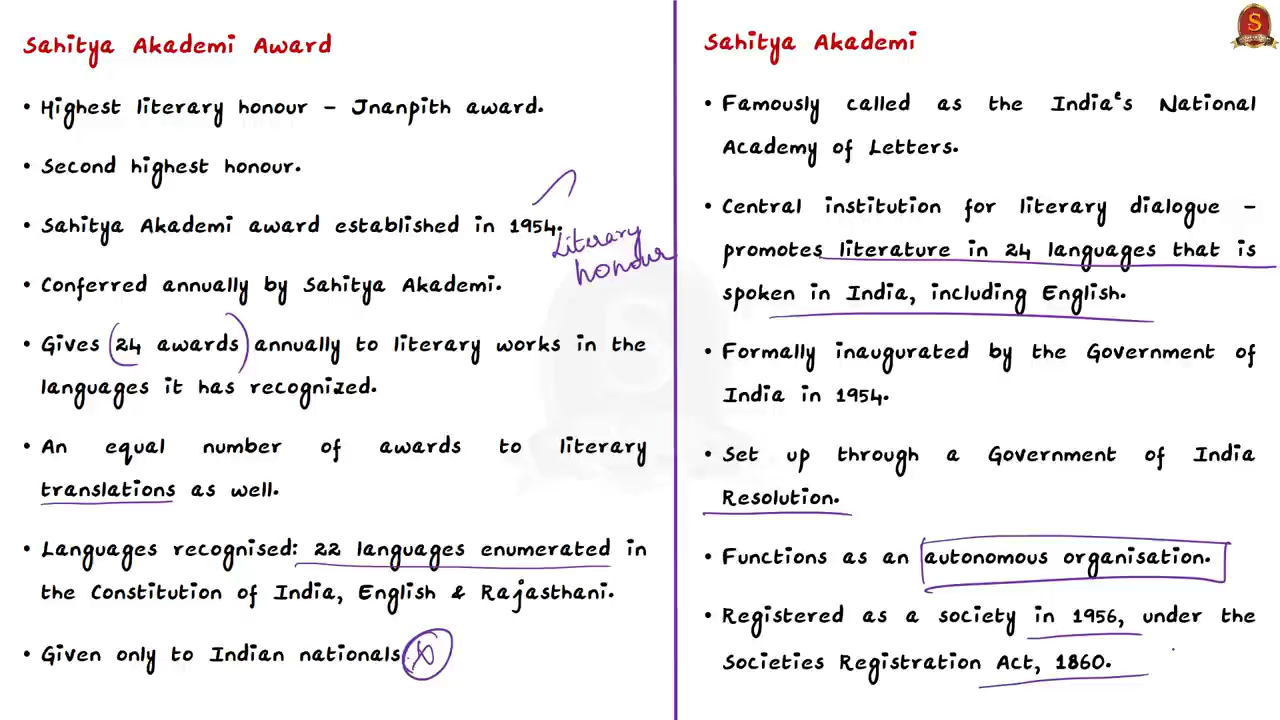 Sahitya Akademi Award
• Highest literary honour – Jnanpith award.
• Second highest honour.
• Sahitya Akademi award established in 1954.
Literary
honour
• Conferred annually by Sahitya Akademi.
• Gives 24 awards annually to literary works in the
languages it has recognized.
• An equal number of awards to literary
translations as well.
• Languages recognised: 22 languages enumerated in
the Constitution of India, English & Rajasthani.
• Given only to Indian nationals.
Sahitya Akademi
• Famously called as the India's National
Academy of Letters.
• Central institution for literary dialogue –
promotes literature in 24 languages that is
spoken in India, including English.
• Formally inaugurated by the Government of
India in 1954.
• Set up through a Government of India
Resolution.
• Functions as an autonomous organisation.
• Registered as a society in 1956, under the
Societies Registration Act, 1860.
S